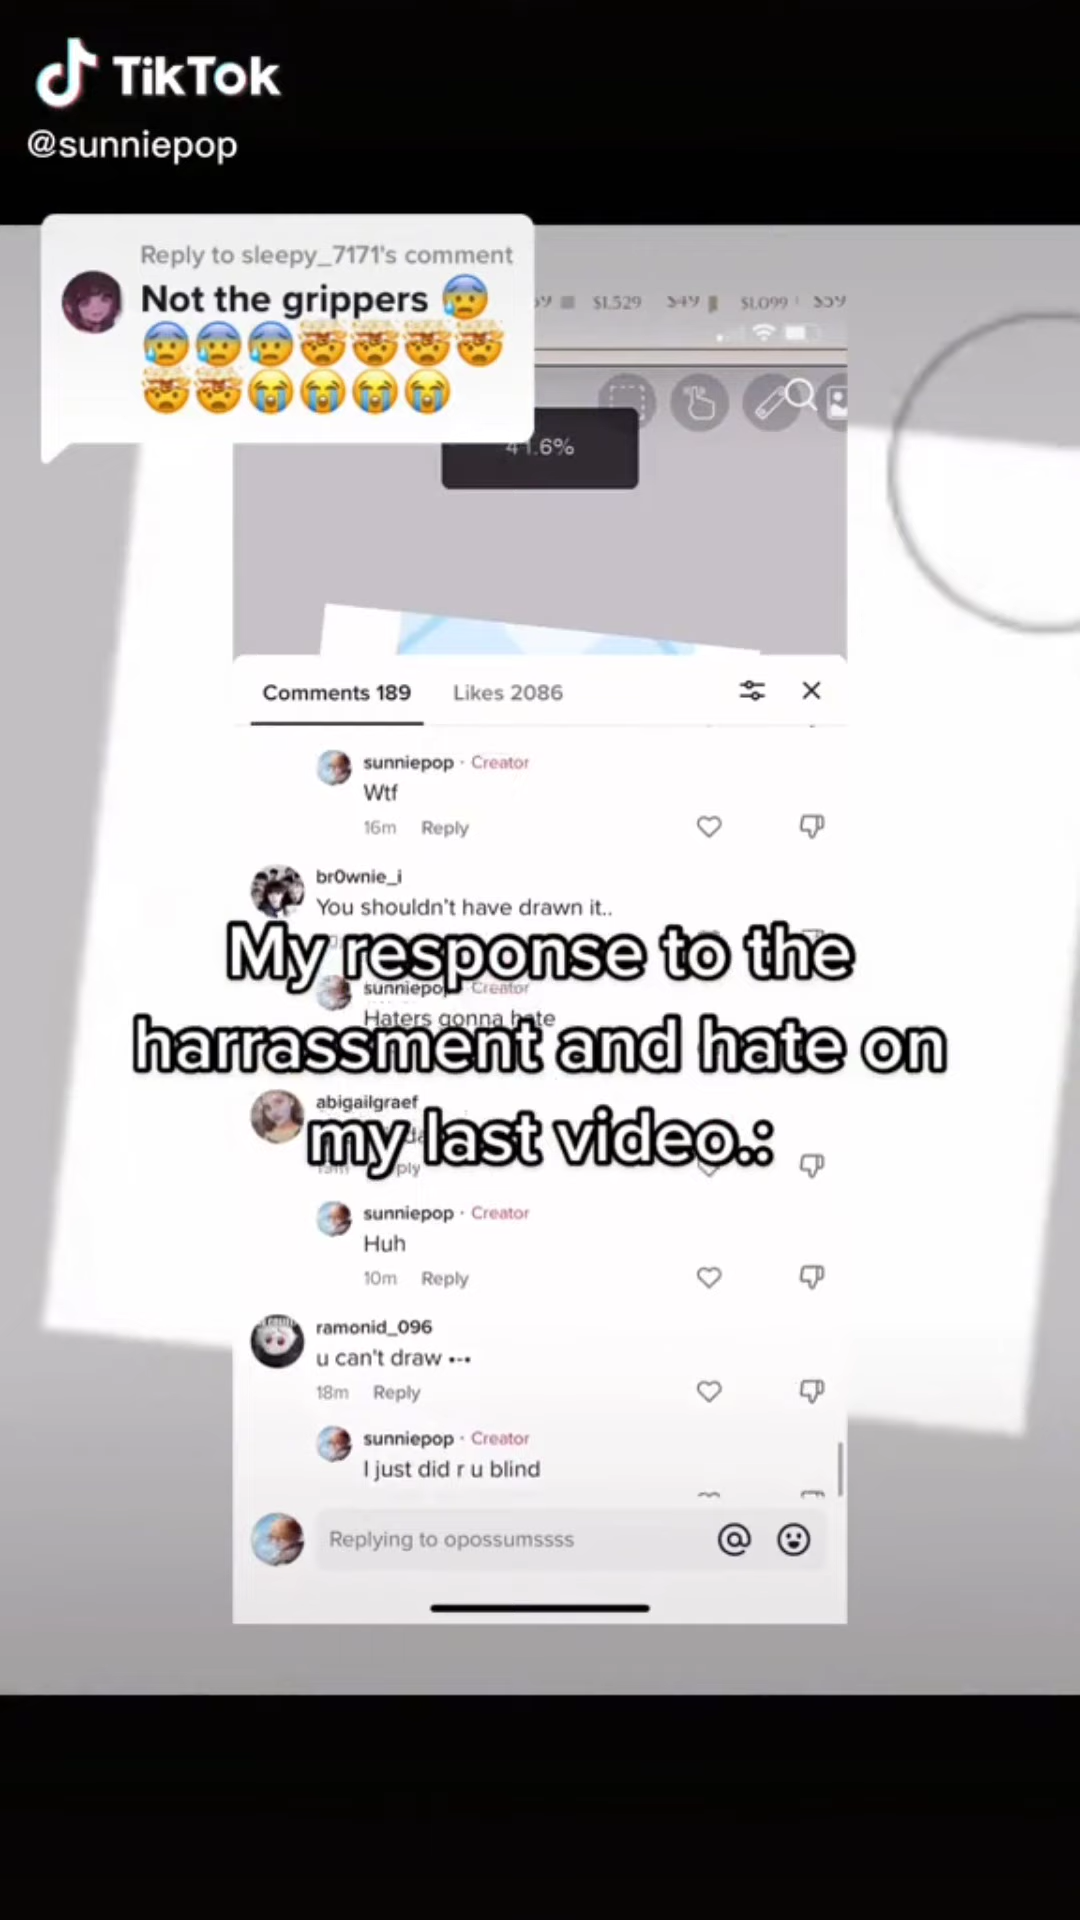 TikTok
@sunniepop
Reply to sleepy_7171's comment
Not the grippers 😰
😰😰😰🤯🤯🤯🤯
🤯🤯😭😭😭😭
$1,529 $49 $1,099 $59
41.6%
Comments 189 Likes 2086
sunniepop · Creator
Wtf
16m Reply
br0wnie_i
You shouldn't have drawn it..
My response to the
sunniepop Creator
Haters gonna hate
harrassment and hate on
abigailgraef
my last video.:
19m Reply
sunniepop · Creator
Huh
10m Reply
ramonid_096
u can't draw •-•
18m Reply
sunniepop · Creator
I just did r u blind
Replying to opossumssss